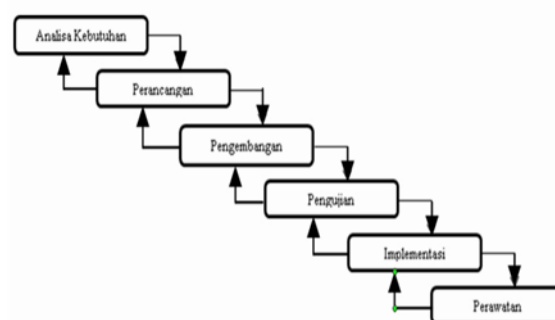 Analisa Kebutuhan
Perancangan
Pengembangan
Pengujian
Implementasi
Perawatan